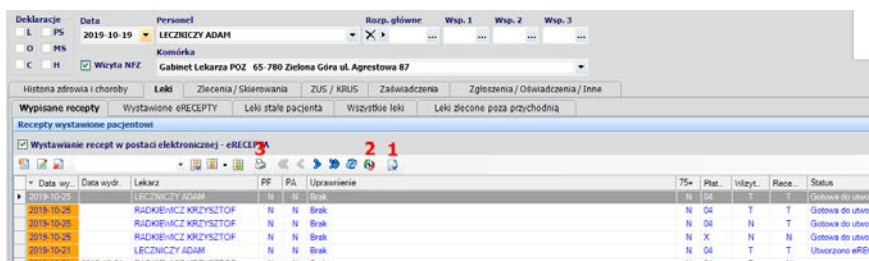 Deklaracje Data Personel Rozp. główne Wsp. 1 Wsp. 2 Wsp. 3
L PS 2019-10-19 LECZNICZY ADAM X ... ... ... ...
O MS Komórka
C H Wizyta NFZ Gabinet Lekarza POZ 65-780 Zielona Góra ul. Agrestowa 87
Historia zdrowia i choroby Leki Zlecenia / Skierowania ZUS / KRUS Zaświadczenia Zgłoszenia / Oświadczenia / Inne
Wypisane recepty Wystawione eRECEPTY Leki stałe pacjenta Wszystkie leki Leki zlecone poza przychodnią
Recepty wystawione pacjentowi
Wystawianie recept w postaci elektronicznej - eRECEPTA
3 2 1
Data wy... Data wydr. Lekarz PF PA Uprawnienie 75+ Płat... Wizyt... Rece... Status
2019-10-25 LECZNICZY ADAM N N Brak N 04 T T Gotowa do utwo
2019-10-25 RADKIEWICZ KRZYSZTOF N N Brak N 04 T T Gotowa do utwo
2019-10-25 RADKIEWICZ KRZYSZTOF N N Brak N 04 N T Gotowa do utwo
2019-10-25 RADKIEWICZ KRZYSZTOF N N Brak N X N N Gotowa do utwo
2019-10-21 LECZNICZY ADAM N N Brak N 04 T T Utworzono eRE